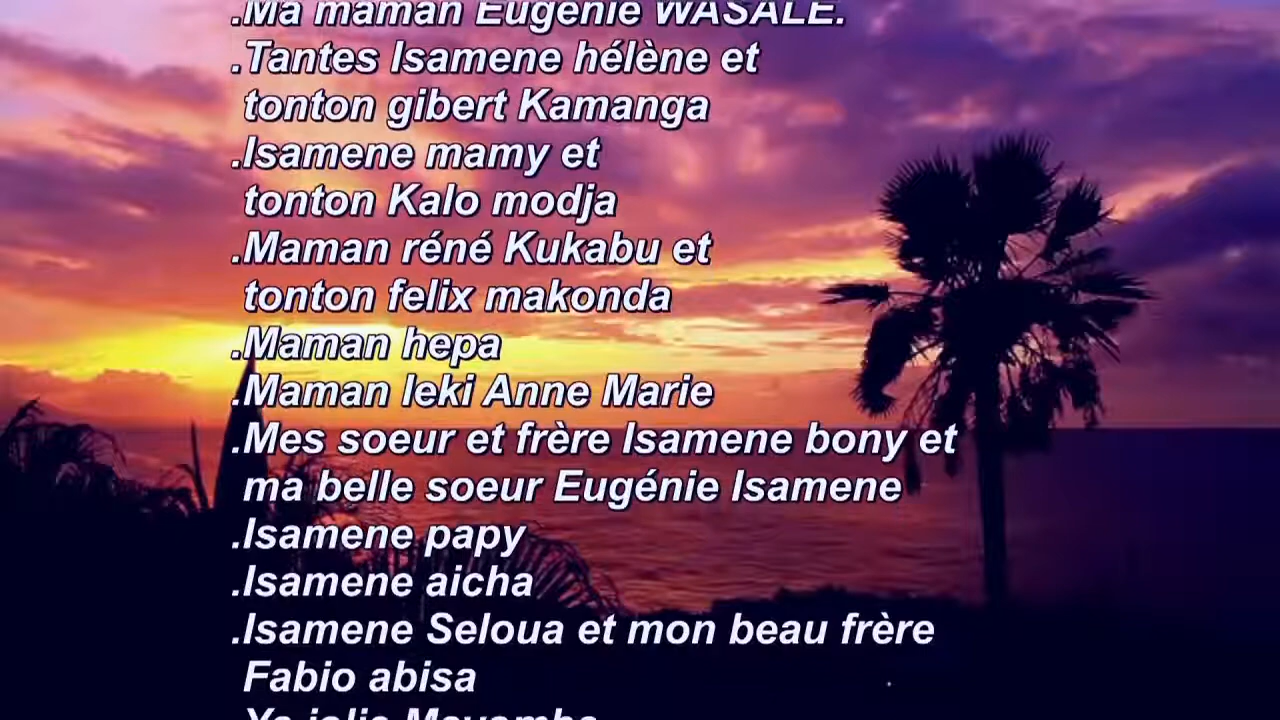 .Ma maman Eugenie WASALE.
.Tantes Isamene hélène et
tonton gibert Kamanga
.Isamene mamy et
tonton Kalo modja
.Maman réné Kukabu et
tonton felix makonda
.Maman hepa
.Maman leki Anne Marie
.Mes soeur et frère Isamene bony et
ma belle soeur Eugénie Isamene
.Isamene papy
.Isamene aicha
.Isamene Seloua et mon beau frère
Fabio abisa